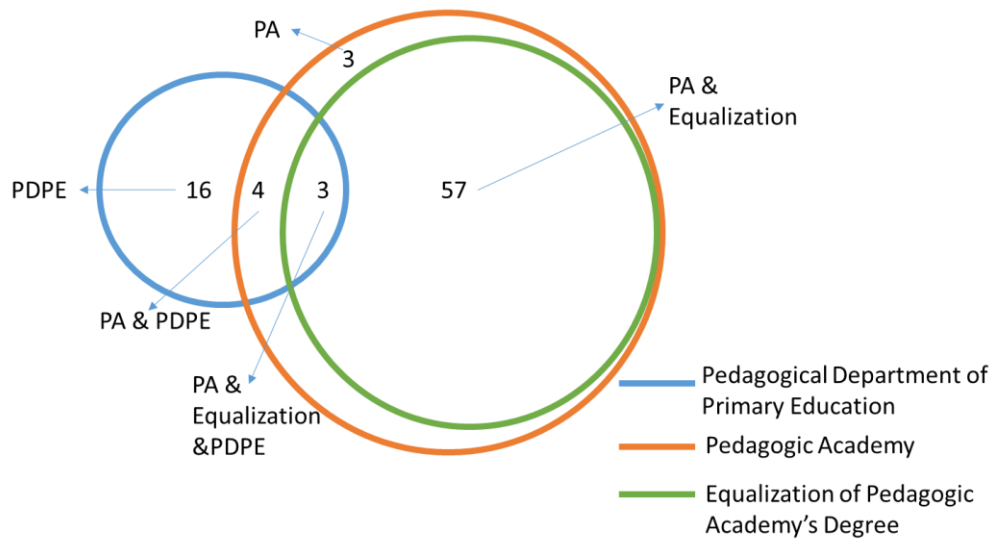 PA
3
PA &
Equalization
PDPE
16
4
3
57
PA & PDPE
PA &
Equalization
&PDPE
Pedagogical Department of
Primary Education
Pedagogic Academy
Equalization of Pedagogic
Academy’s Degree